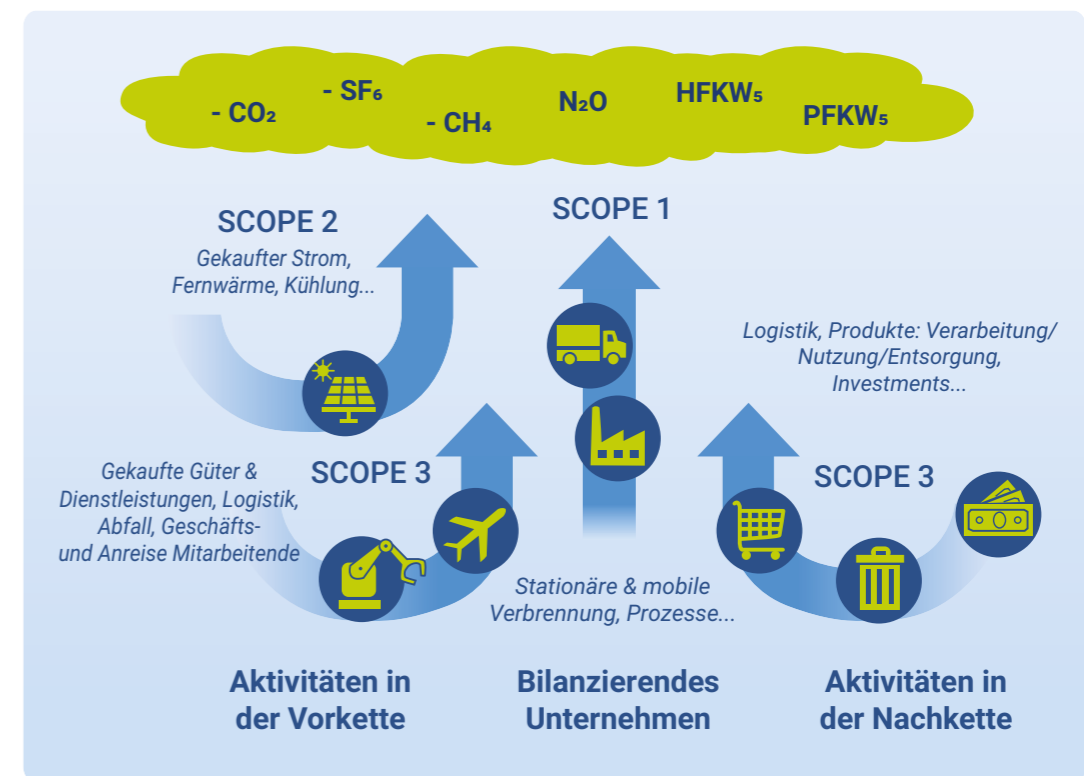 - CO₂
- SF₆
- CH₄
N₂O
HFKW₅
PFKW₅
SCOPE 2
Gekaufter Strom,
Fernwärme, Kühlung...
SCOPE 1
Logistik, Produkte: Verarbeitung/
Nutzung/Entsorgung,
Investments...
SCOPE 3
Gekaufte Güter &
Dienstleistungen, Logistik,
Abfall, Geschäfts-
und Anreise Mitarbeitende
SCOPE 3
Stationäre & mobile
Verbrennung, Prozesse...
Aktivitäten in
der Vorkette
Bilanzierendes
Unternehmen
Aktivitäten in
der Nachkette